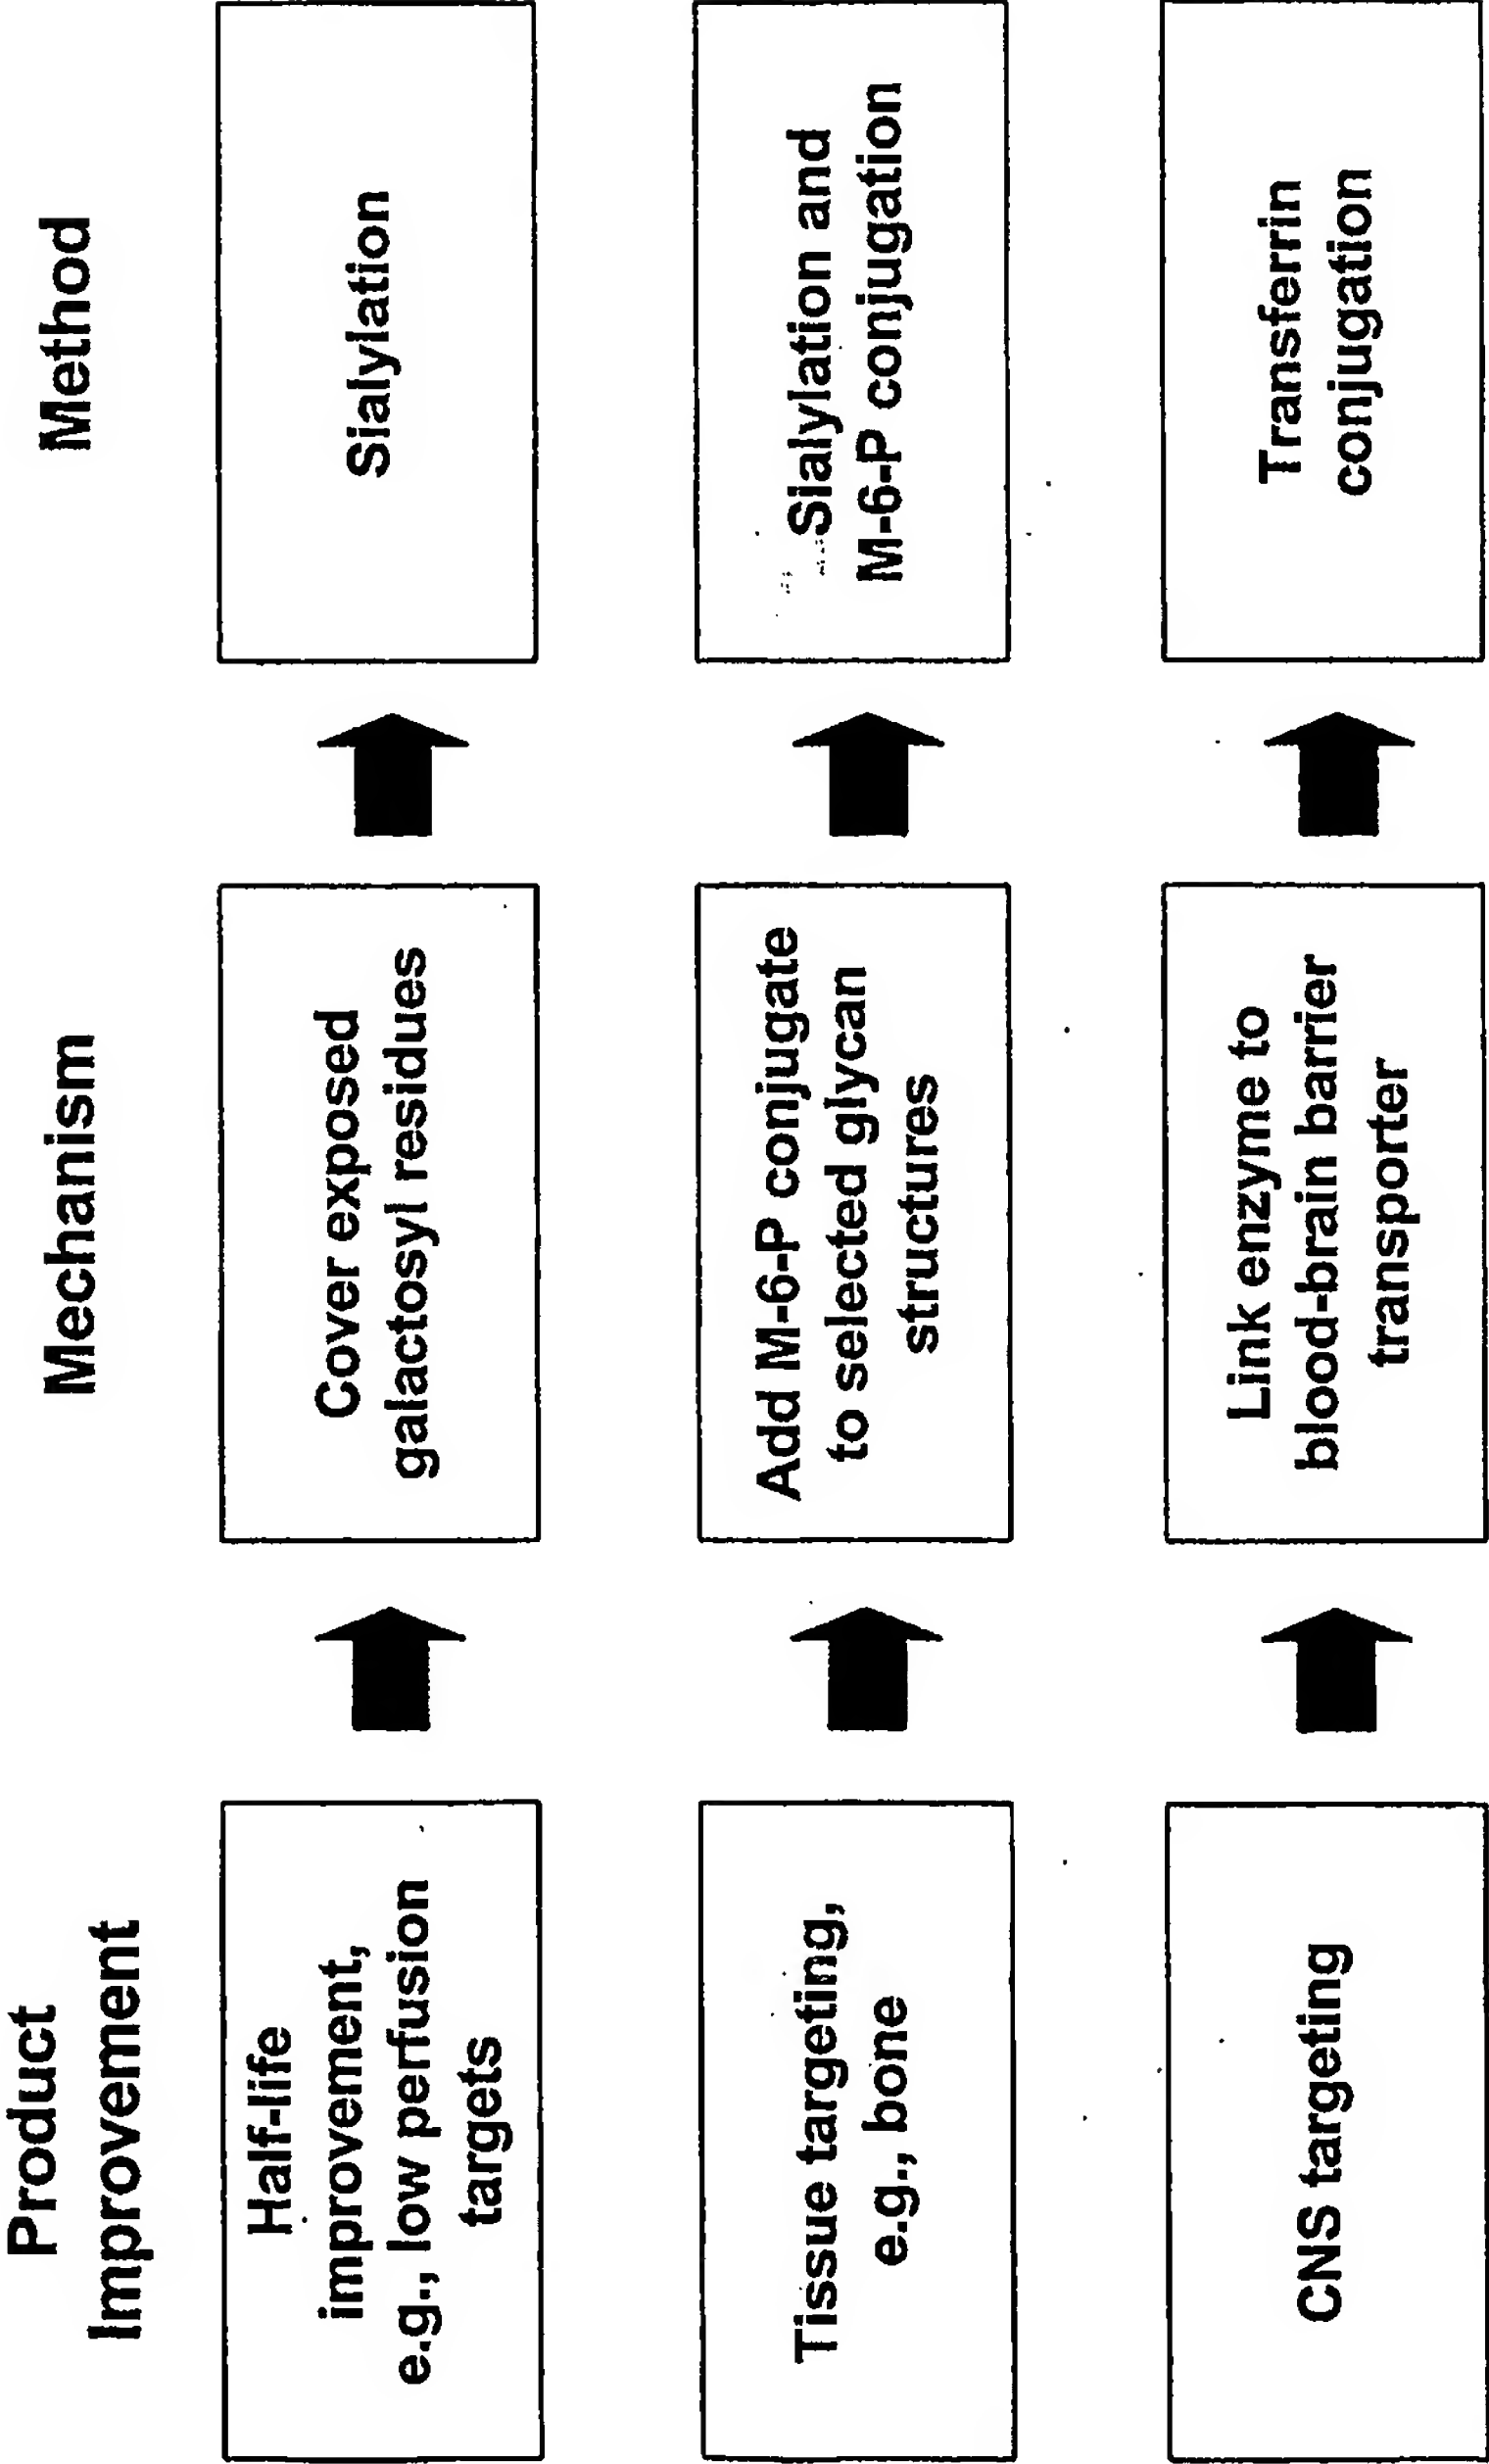 Product
Improvement
Mechanism
Method
Half-life
improvement,
e.g., low perfusion
targets
Cover exposed
galactosyl residues
Sialylation
Tissue targeting,
e.g., bone
Add M-6-P conjugate
to selected glycan
structures
Sialylation and
M-6-P conjugation
CNS targeting
Link enzyme to
blood-brain barrier
transporter
Transferrin
conjugation